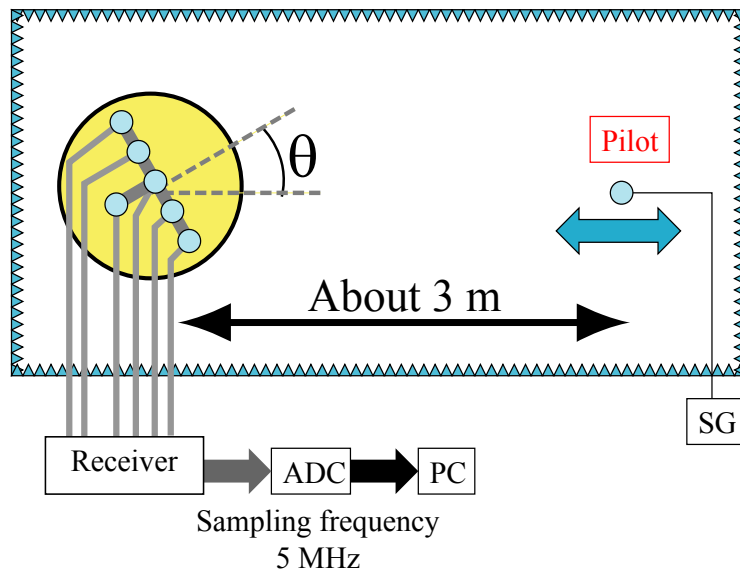 θ
Pilot
About 3 m
SG
Receiver
ADC
PC
Sampling frequency
5 MHz